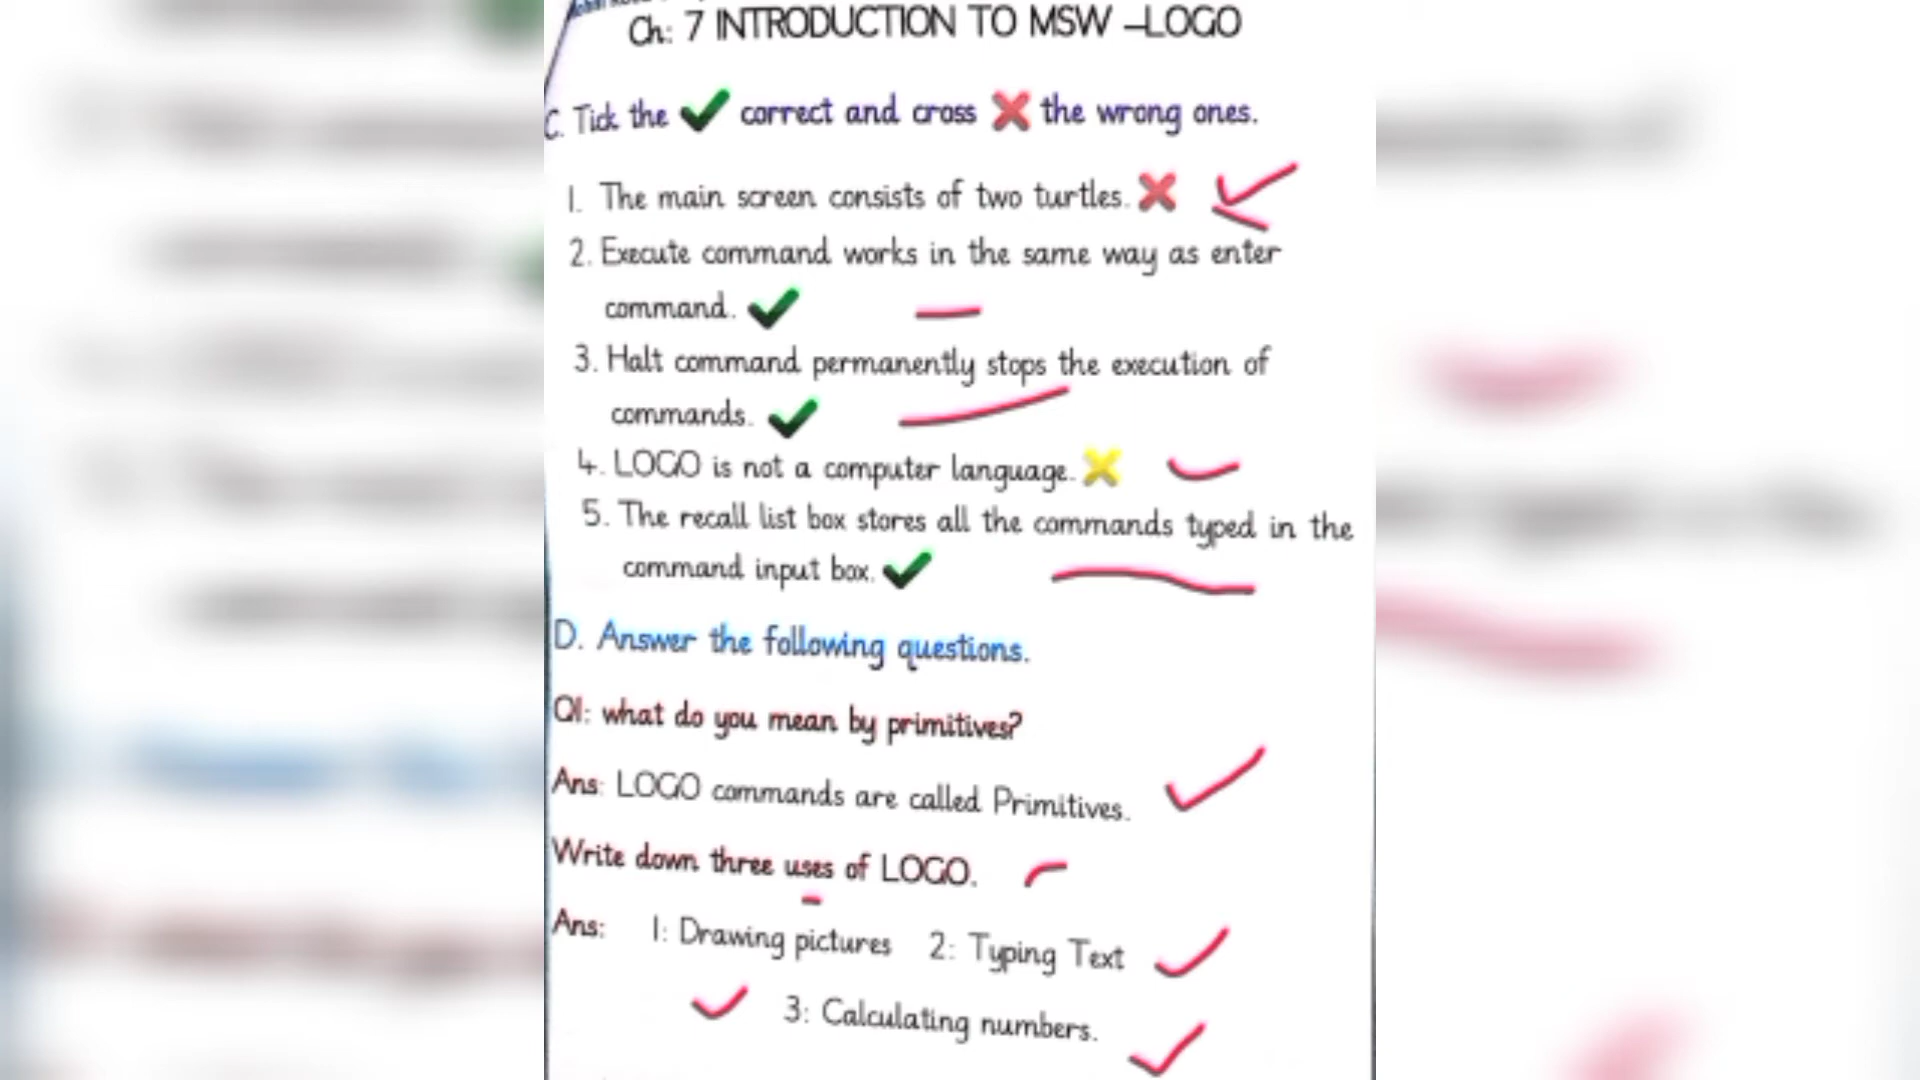 Ch: 7 INTRODUCTION TO MSW –LOGO
C. Tick the ✔ correct and cross ❌ the wrong ones.
1. The main screen consists of two turtles. ❌
2. Execute command works in the same way as enter
command. ✔
3. Halt command permanently stops the execution of
commands. ✔
4. LOGO is not a computer language. ❌
5. The recall list box stores all the commands typed in the
command input box. ✔
D. Answer the following questions.
Q1: what do you mean by primitives?
Ans: LOGO commands are called Primitives.
Write down three uses of LOGO.
Ans: 1: Drawing pictures 2: Typing Text
3: Calculating numbers.